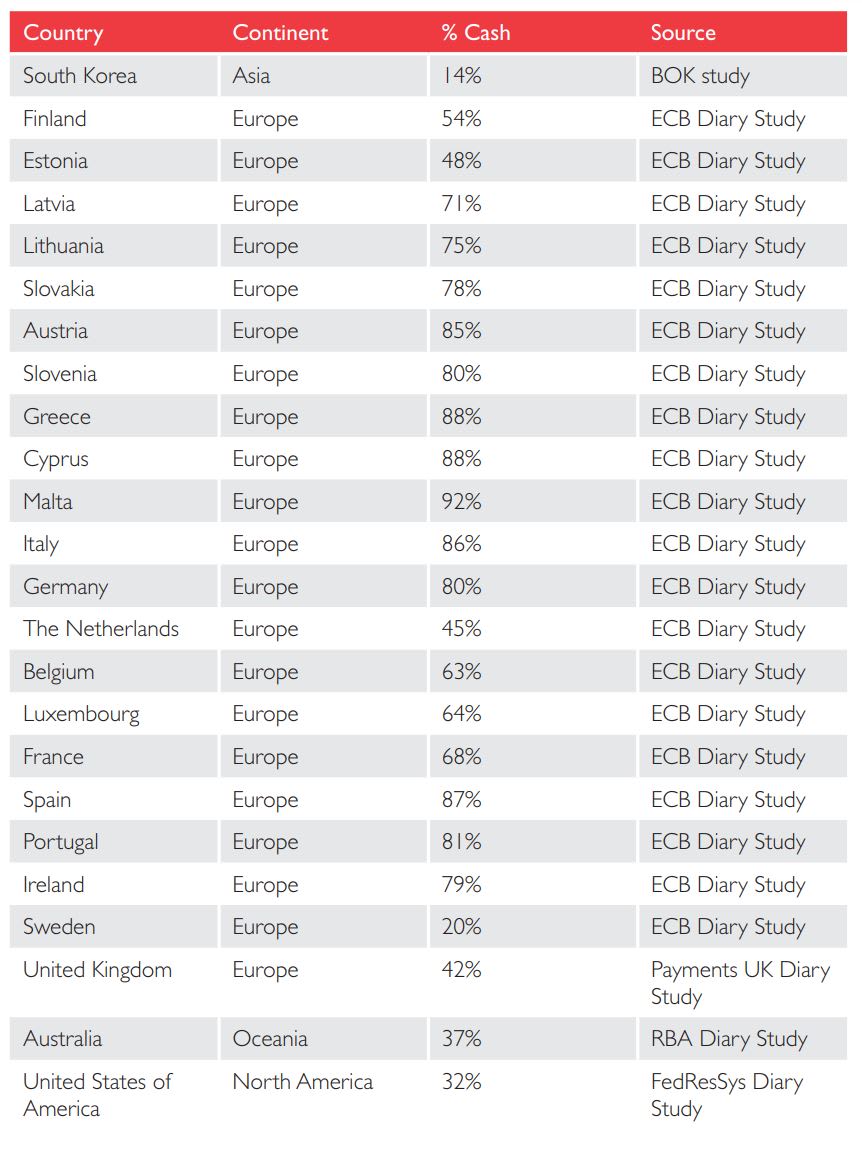 Country Continent % Cash Source
South Korea Asia 14% BOK study
Finland Europe 54% ECB Diary Study
Estonia Europe 48% ECB Diary Study
Latvia Europe 71% ECB Diary Study
Lithuania Europe 75% ECB Diary Study
Slovakia Europe 78% ECB Diary Study
Austria Europe 85% ECB Diary Study
Slovenia Europe 80% ECB Diary Study
Greece Europe 88% ECB Diary Study
Cyprus Europe 88% ECB Diary Study
Malta Europe 92% ECB Diary Study
Italy Europe 86% ECB Diary Study
Germany Europe 80% ECB Diary Study
The Netherlands Europe 45% ECB Diary Study
Belgium Europe 63% ECB Diary Study
Luxembourg Europe 64% ECB Diary Study
France Europe 68% ECB Diary Study
Spain Europe 87% ECB Diary Study
Portugal Europe 81% ECB Diary Study
Ireland Europe 79% ECB Diary Study
Sweden Europe 20% ECB Diary Study
United Kingdom Europe 42% Payments UK Diary
Study
Australia Oceania 37% RBA Diary Study
United States of North America 32% FedResSys Diary
America Study